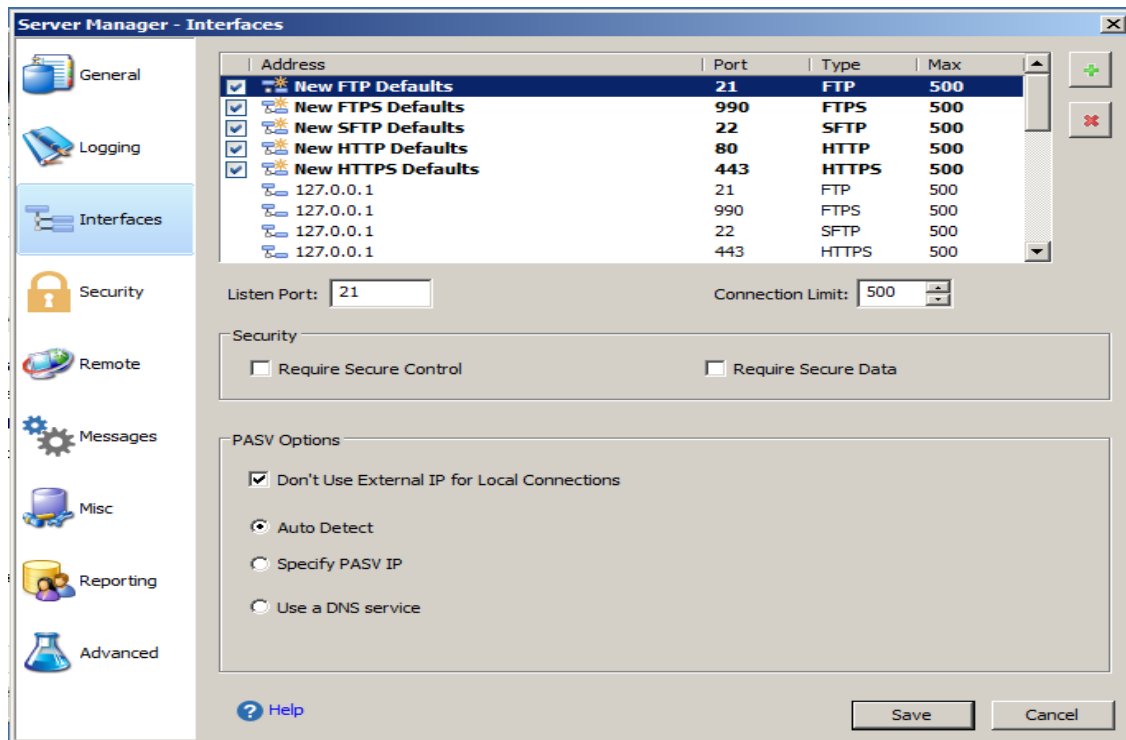 Server Manager - Interfaces
General
Logging
Interfaces
Security
Remote
Messages
Misc
Reporting
Advanced
Address Port Type Max
New FTP Defaults 21 FTP 500
New FTPS Defaults 990 FTPS 500
New SFTP Defaults 22 SFTP 500
New HTTP Defaults 80 HTTP 500
New HTTPS Defaults 443 HTTPS 500
127.0.0.1 21 FTP 500
127.0.0.1 990 FTPS 500
127.0.0.1 22 SFTP 500
127.0.0.1 443 HTTPS 500
Listen Port: 21 Connection Limit: 500
Security
Require Secure Control Require Secure Data
PASV Options
Don't Use External IP for Local Connections
Auto Detect
Specify PASV IP
Use a DNS service
Help Save Cancel